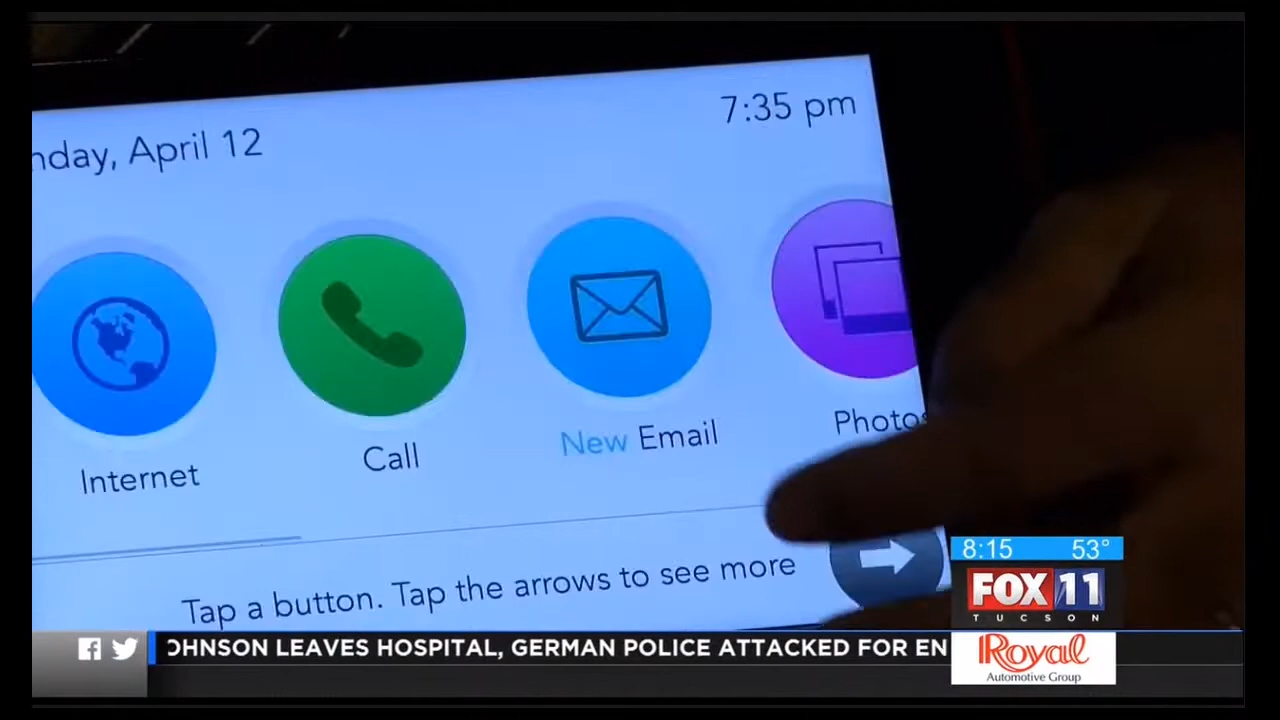 nday, April 12
7:35 pm
Internet
Call
New Email
Photos
Tap a button. Tap the arrows to see more
8:15 53°
FOX 11
TUCSON
OHNSON LEAVES HOSPITAL, GERMAN POLICE ATTACKED FOR EN
Royal
Automotive Group